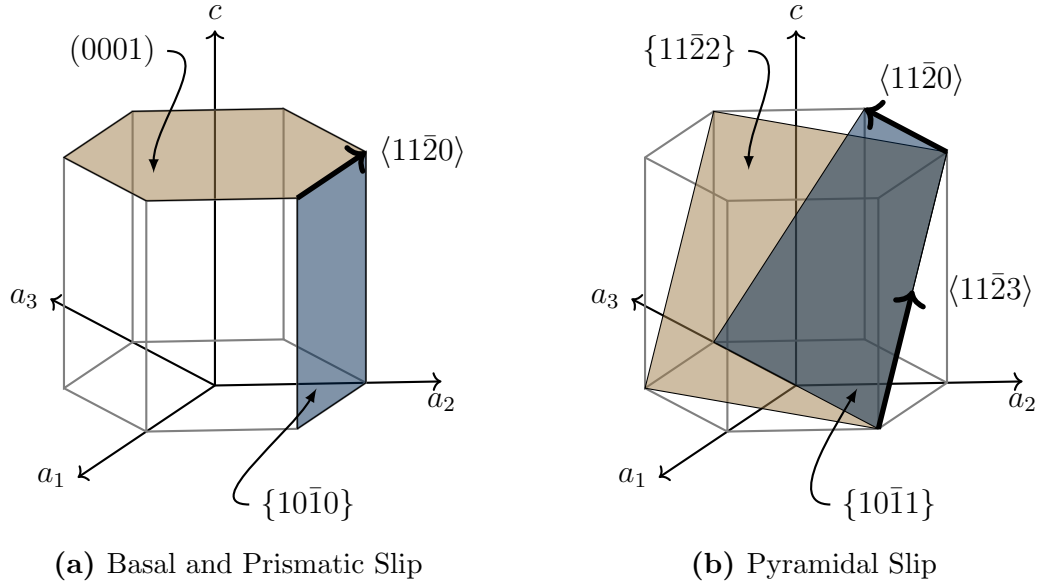 c
(0001)
⟨112̄0⟩
a₃
a₂
a₁
{101̄0}
(a) Basal and Prismatic Slip
c
{112̄2}
⟨112̄0⟩
a₃
⟨112̄3⟩
a₂
a₁
{101̄1}
(b) Pyramidal Slip